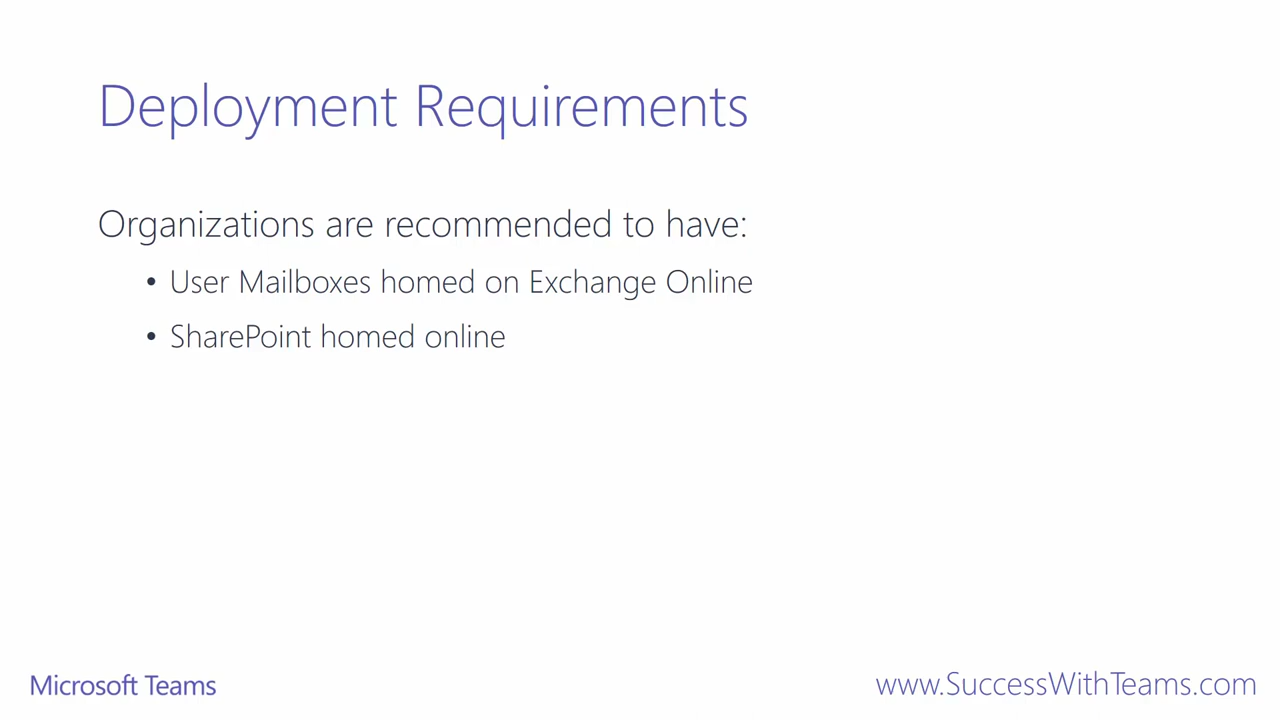 Deployment Requirements
Organizations are recommended to have:
• User Mailboxes homed on Exchange Online
• SharePoint homed online
Microsoft Teams
www.SuccessWithTeams.com